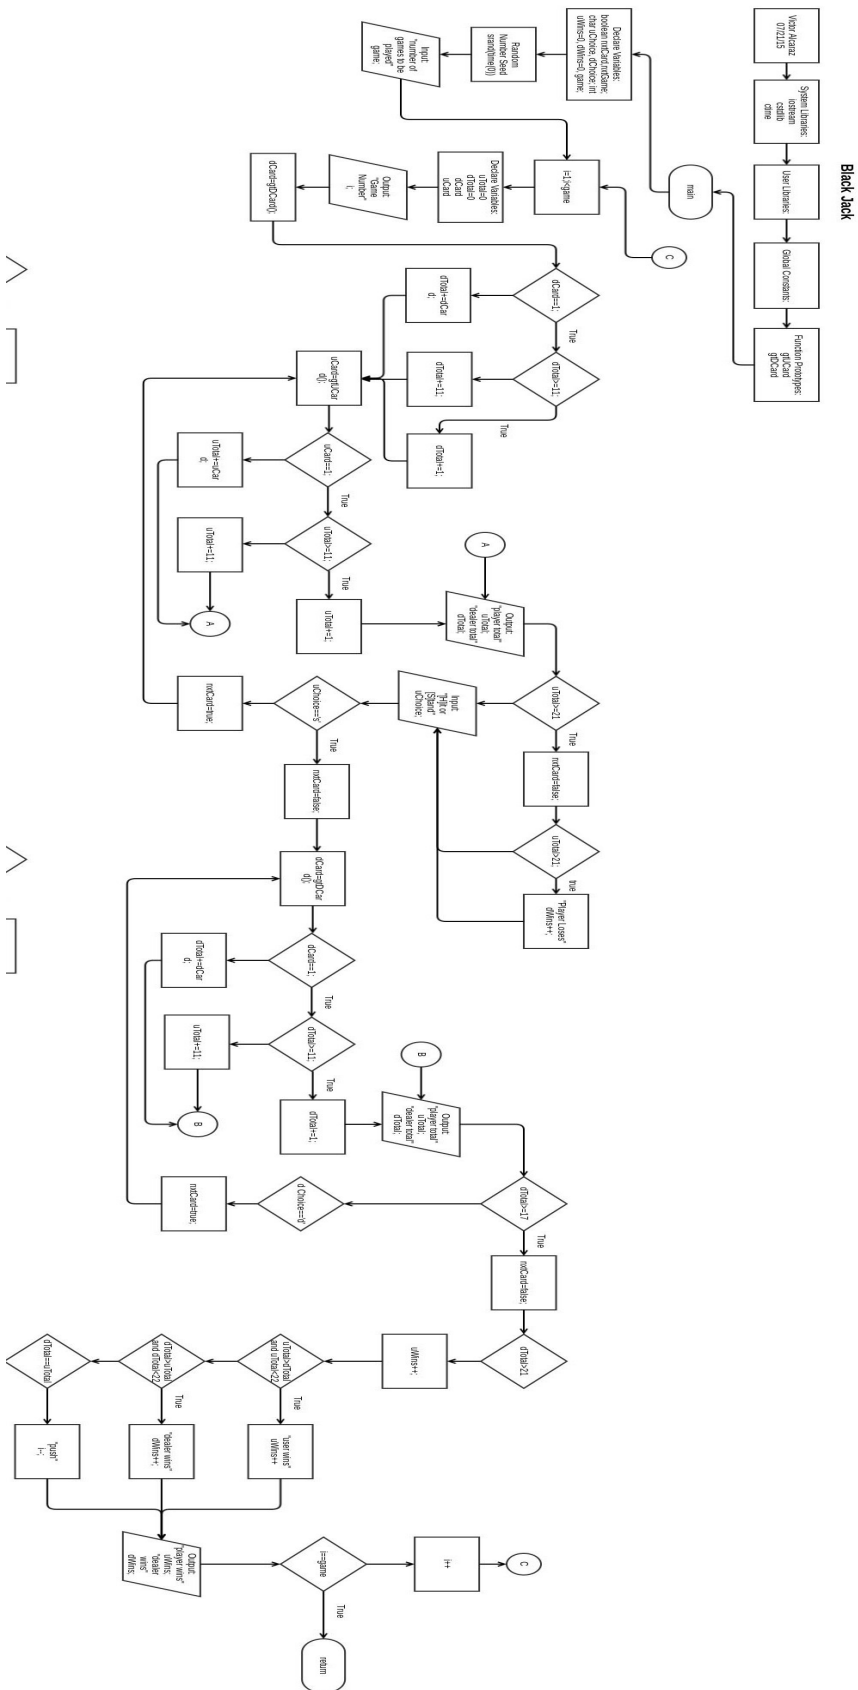 Black Jack
Victor Alcaraz
07/21/15
System Libraries:
iostream
cstdlib
ctime
User Libraries:
Global Constants:
Function Prototypes:
gtUCard
gtDCard
main
Declare Variables:
boolean nxtCard,nxtGame;
char uChoice, dChoice; int
uWins=0, dWins=0, game;
Random
Number Seed
srand(time(0))
Input:
"number of
games to be
played"
game;
C
i=1;i<game
Declare Variables:
uTotal=0
dTotal=0
dCard
uCard
Output:
"Game
Number"
i;
dCard=gtDCard();
dCard==1;
True
dTotal>=11;
True
dTotal+=dCar
d;
dTotal+=11;
dTotal+=1;
uCard=gtUCar
d();
uCard==1;
True
uTotal>=11;
True
uTotal+=uCar
d;
uTotal+=11;
A
uTotal+=1;
A
Output:
"player total"
uTotal;
"dealer total"
dTotal;
uTotal>=21
True
nxtCard=false;
uTotal>21;
true
"Player Loses"
dWins++;
Input
"[H]it or
[S]tand"
uChoice;
uChoice=='s'
True
nxtCard=true;
nxtCard=false;
dCard=gtDCar
d();
dCard==1;
True
dTotal>=11;
True
dTotal+=dCar
d;
uTotal+=11;
B
dTotal+=1;
B
Output:
"player total"
uTotal;
"dealer total"
dTotal;
dTotal>=17
True
d Choice=='d'
nxtCard=true;
nxtCard=false;
dTotal>21
uWins++;
uTotal>dTotal
and uTotal<22
True
"user wins"
uWins++
dTotal>uTotal
and dTotal<22
True
"dealer wins"
dWins++;
dTotal==uTotal
"push"
i--;
Output:
"player wins"
uWins;
"dealer
wins"
dWins;
i==game
True
i++
C
return